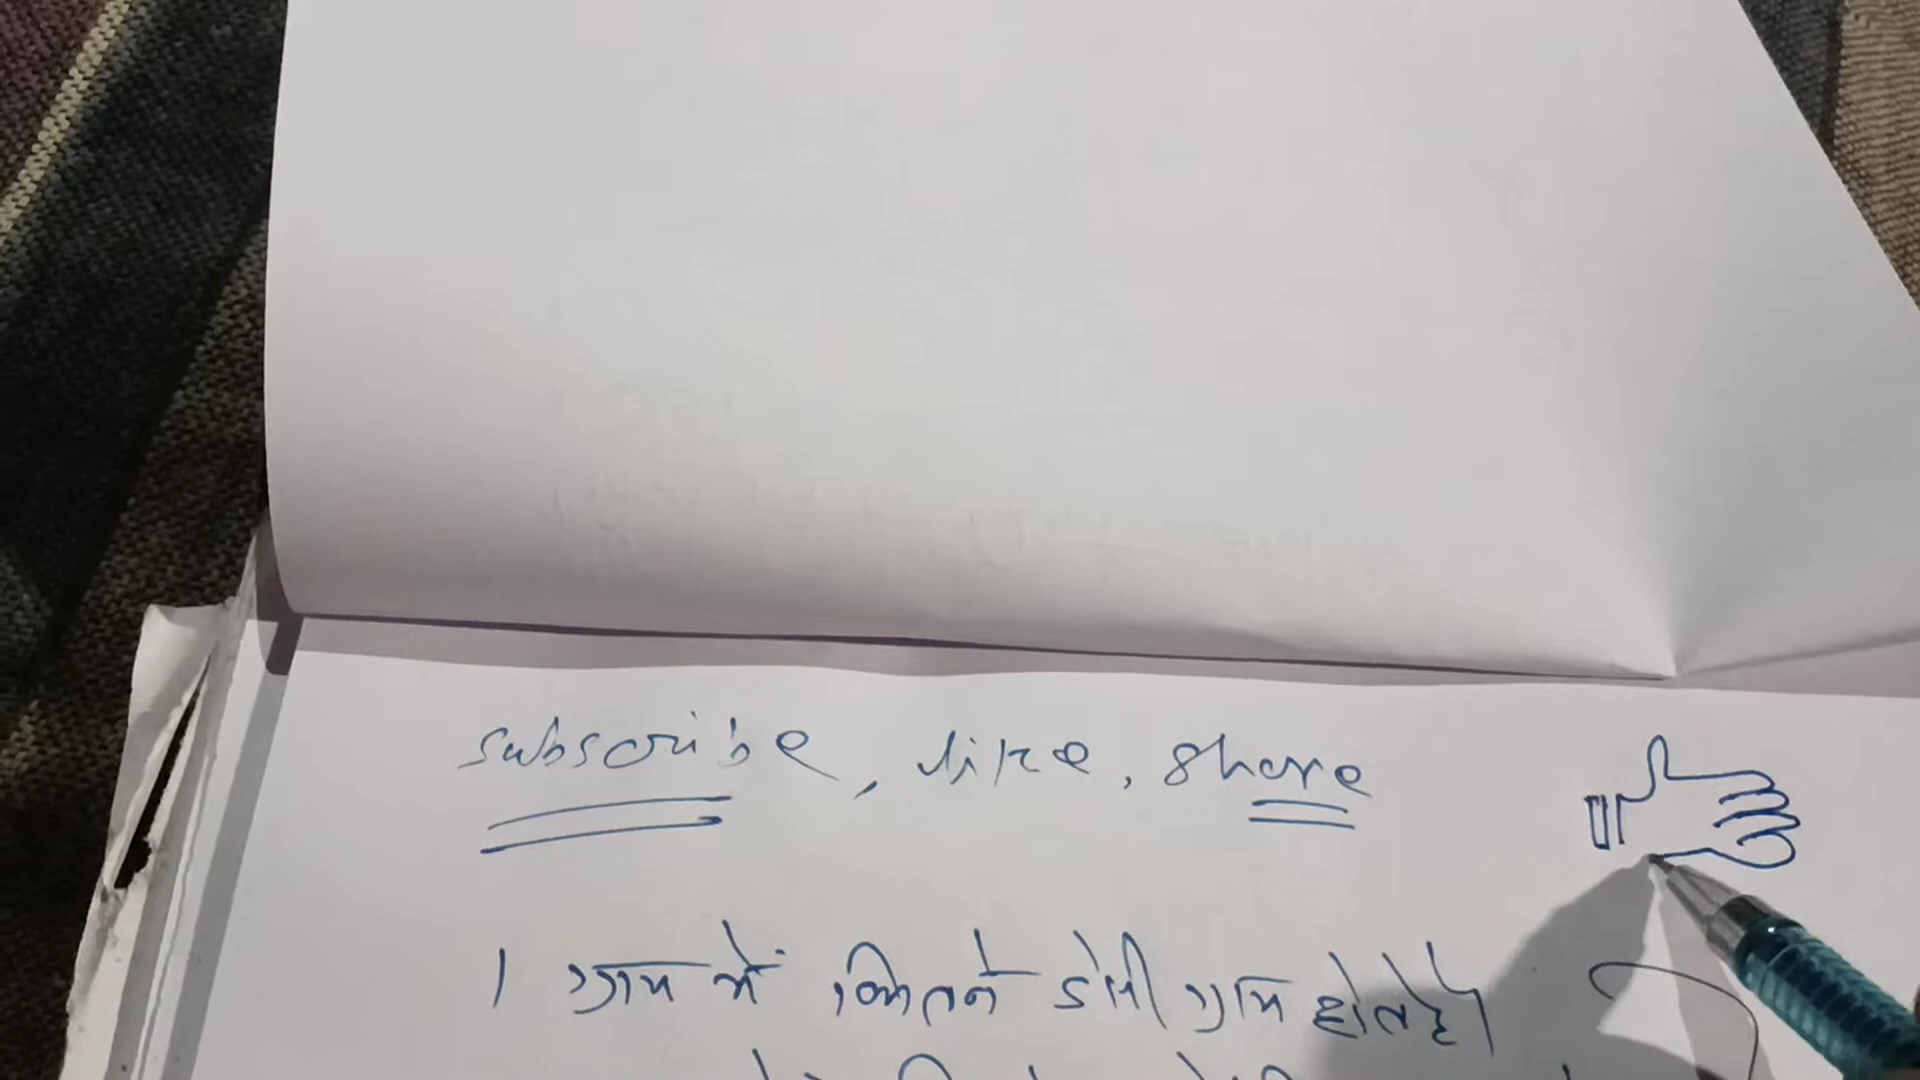 subscribe, like, share
1 ग्राम में कितने डेसी ग्राम होते है।